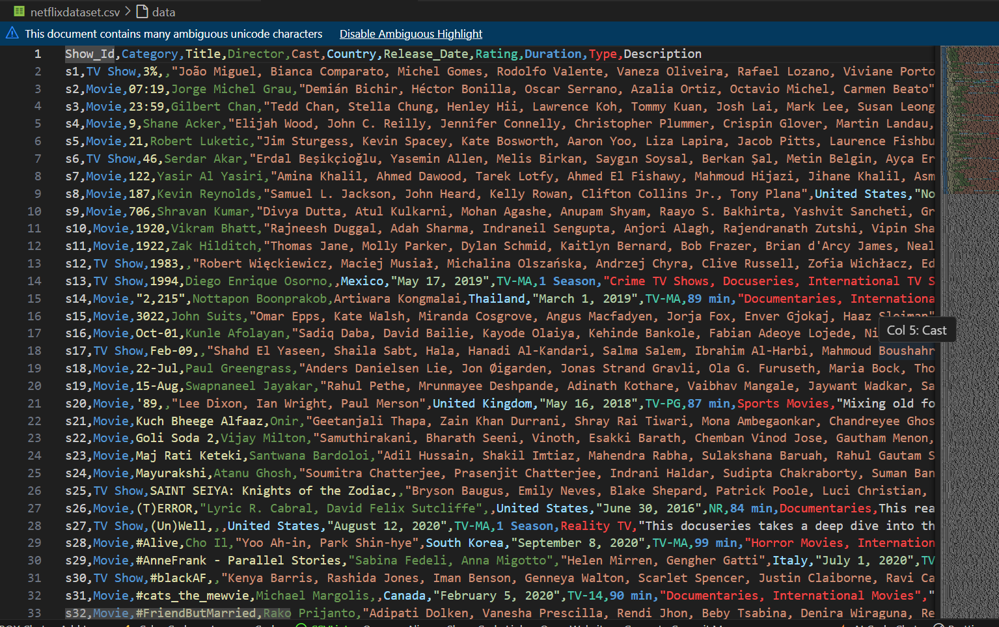 netflixdataset.csv > data
This document contains many ambiguous unicode characters Disable Ambiguous Highlight
1 Show_Id,Category,Title,Director,Cast,Country,Release_Date,Rating,Duration,Type,Description
2 s1,TV Show,3%,,"João Miguel, Bianca Comparato, Michel Gomes, Rodolfo Valente, Vaneza Oliveira, Rafael Lozano, Viviane Porto
3 s2,Movie,07:19,Jorge Michel Grau,"Demián Bichir, Héctor Bonilla, Oscar Serrano, Azalia Ortiz, Octavio Michel, Carmen Beato"
4 s3,Movie,23:59,Gilbert Chan,"Tedd Chan, Stella Chung, Henley Hii, Lawrence Koh, Tommy Kuan, Josh Lai, Mark Lee, Susan Leong
5 s4,Movie,9,Shane Acker,"Elijah Wood, John C. Reilly, Jennifer Connelly, Christopher Plummer, Crispin Glover, Martin Landau,
6 s5,Movie,21,Robert Luketic,"Jim Sturgess, Kevin Spacey, Kate Bosworth, Aaron Yoo, Liza Lapira, Jacob Pitts, Laurence Fishbu
7 s6,TV Show,46,Serdar Akar,"Erdal Beşikçioğlu, Yasemin Allen, Melis Birkan, Saygın Soysal, Berkan Şal, Metin Belgin, Ayça Er
8 s7,Movie,122,Yasir Al Yasiri,"Amina Khalil, Ahmed Dawood, Tarek Lotfy, Ahmed El Fishawy, Mahmoud Hijazi, Jihane Khalil, Asm
9 s8,Movie,187,Kevin Reynolds,"Samuel L. Jackson, John Heard, Kelly Rowan, Clifton Collins Jr., Tony Plana",United States,"No
10 s9,Movie,706,Shravan Kumar,"Divya Dutta, Atul Kulkarni, Mohan Agashe, Anupam Shyam, Raayo S. Bakhirta, Yashvit Sancheti, Gr
11 s10,Movie,1920,Vikram Bhatt,"Rajneesh Duggal, Adah Sharma, Indraneil Sengupta, Anjori Alagh, Rajendranath Zutshi, Vipin Sha
12 s11,Movie,1922,Zak Hilditch,"Thomas Jane, Molly Parker, Dylan Schmid, Kaitlyn Bernard, Bob Frazer, Brian d'Arcy James, Neal
13 s12,TV Show,1983,,"Robert Więckiewicz, Maciej Musiał, Michalina Olszańska, Andrzej Chyra, Clive Russell, Zofia Wichłacz, Ed
14 s13,TV Show,1994,Diego Enrique Osorno,,Mexico,"May 17, 2019",TV-MA,1 Season,"Crime TV Shows, Docuseries, International TV S
15 s14,Movie,"2,215",Nottapon Boonprakob,Artiwara Kongmalai,Thailand,"March 1, 2019",TV-MA,89 min,"Documentaries, Internationa
16 s15,Movie,3022,John Suits,"Omar Epps, Kate Walsh, Miranda Cosgrove, Angus Macfadyen, Jorja Fox, Enver Gjokaj, Haaz Sleiman"
17 s16,Movie,Oct-01,Kunle Afolayan,"Sadiq Daba, David Bailie, Kayode Olaiya, Kehinde Bankole, Fabian Adeoye Lojede, Ni
Col 5: Cast
18 s17,TV Show,Feb-09,,"Shahd El Yaseen, Shaila Sabt, Hala, Hanadi Al-Kandari, Salma Salem, Ibrahim Al-Harbi, Mahmoud Boushahr
19 s18,Movie,22-Jul,Paul Greengrass,"Anders Danielsen Lie, Jon Øigarden, Jonas Strand Gravli, Ola G. Furuseth, Maria Bock, Tho
20 s19,Movie,15-Aug,Swapnaneel Jayakar,"Rahul Pethe, Mrunmayee Deshpande, Adinath Kothare, Vaibhav Mangale, Jaywant Wadkar, Sa
21 s20,Movie,'89,,"Lee Dixon, Ian Wright, Paul Merson",United Kingdom,"May 16, 2018",TV-PG,87 min,Sports Movies,"Mixing old fo
22 s21,Movie,Kuch Bheege Alfaaz,Onir,"Geetanjali Thapa, Zain Khan Durrani, Shray Rai Tiwari, Mona Ambegaonkar, Chandreyee Ghos
23 s22,Movie,Goli Soda 2,Vijay Milton,"Samuthirakani, Bharath Seeni, Vinoth, Esakki Barath, Chemban Vinod Jose, Gautham Menon,
24 s23,Movie,Maj Rati Keteki,Santwana Bardoloi,"Adil Hussain, Shakil Imtiaz, Mahendra Rabha, Sulakshana Baruah, Rahul Gautam S
25 s24,Movie,Mayurakshi,Atanu Ghosh,"Soumitra Chatterjee, Prasenjit Chatterjee, Indrani Haldar, Sudipta Chakraborty, Suman Ban
26 s25,TV Show,SAINT SEIYA: Knights of the Zodiac,,"Bryson Baugus, Emily Neves, Blake Shepard, Patrick Poole, Luci Christian,
27 s26,Movie,(T)ERROR,"Lyric R. Cabral, David Felix Sutcliffe",,United States,"June 30, 2016",NR,84 min,Documentaries,This rea
28 s27,TV Show,(Un)Well,,,United States,"August 12, 2020",TV-MA,1 Season,Reality TV,"This docuseries takes a deep dive into th
29 s28,Movie,#Alive,Cho Il,"Yoo Ah-in, Park Shin-hye",South Korea,"September 8, 2020",TV-MA,99 min,"Horror Movies, Internation
30 s29,Movie,#AnneFrank - Parallel Stories,"Sabina Fedeli, Anna Migotto","Helen Mirren, Gengher Gatti",Italy,"July 1, 2020",TV
31 s30,TV Show,#blackAF,,"Kenya Barris, Rashida Jones, Iman Benson, Genneya Walton, Scarlet Spencer, Justin Claiborne, Ravi Ca
32 s31,Movie,#cats_the_mewvie,Michael Margolis,,Canada,"February 5, 2020",TV-14,90 min,"Documentaries, International Movies","
33 s32,Movie,#FriendButMarried,Rako Prijanto,"Adipati Dolken, Vanesha Prescilla, Rendi Jhon, Beby Tsabina, Denira Wiraguna, Re